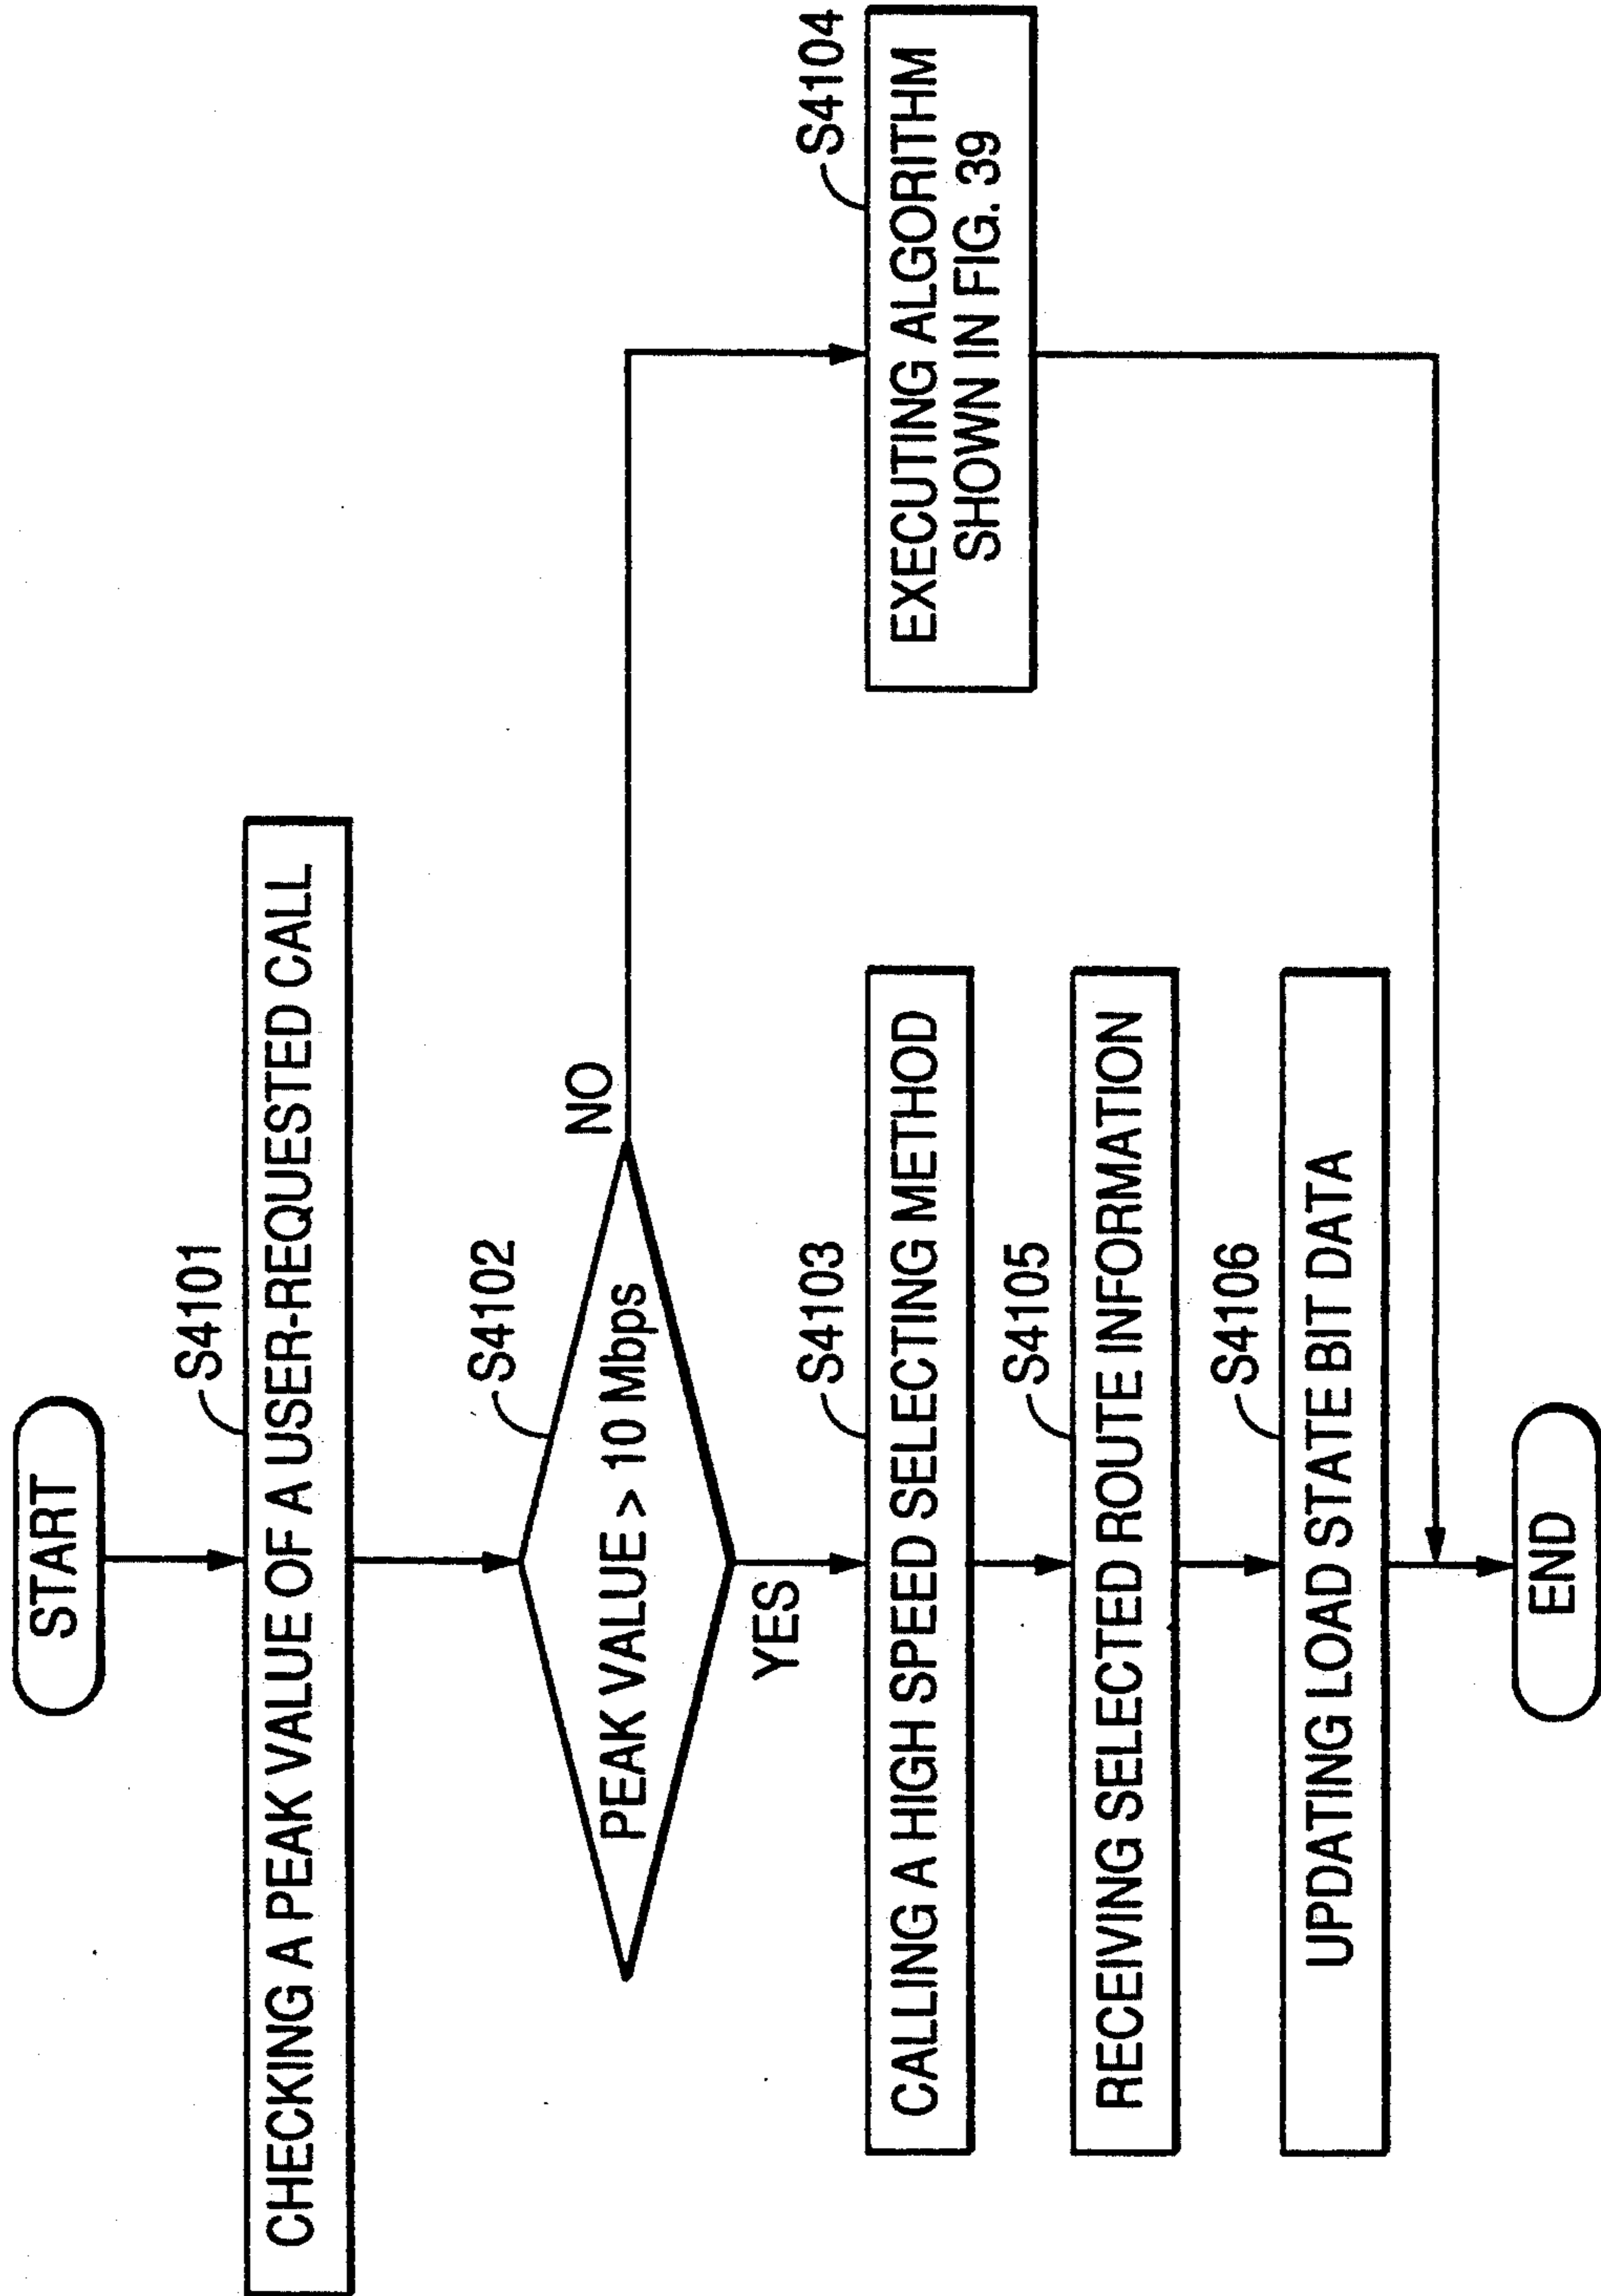 START
S4101
CHECKING A PEAK VALUE OF A USER-REQUESTED CALL
S4102
PEAK VALUE > 10 Mbps
NO
YES
S4103
CALLING A HIGH SPEED SELECTING METHOD
S4104
EXECUTING ALGORITHM
SHOWN IN FIG. 39
S4105
RECEIVING SELECTED ROUTE INFORMATION
S4106
UPDATING LOAD STATE BIT DATA
END